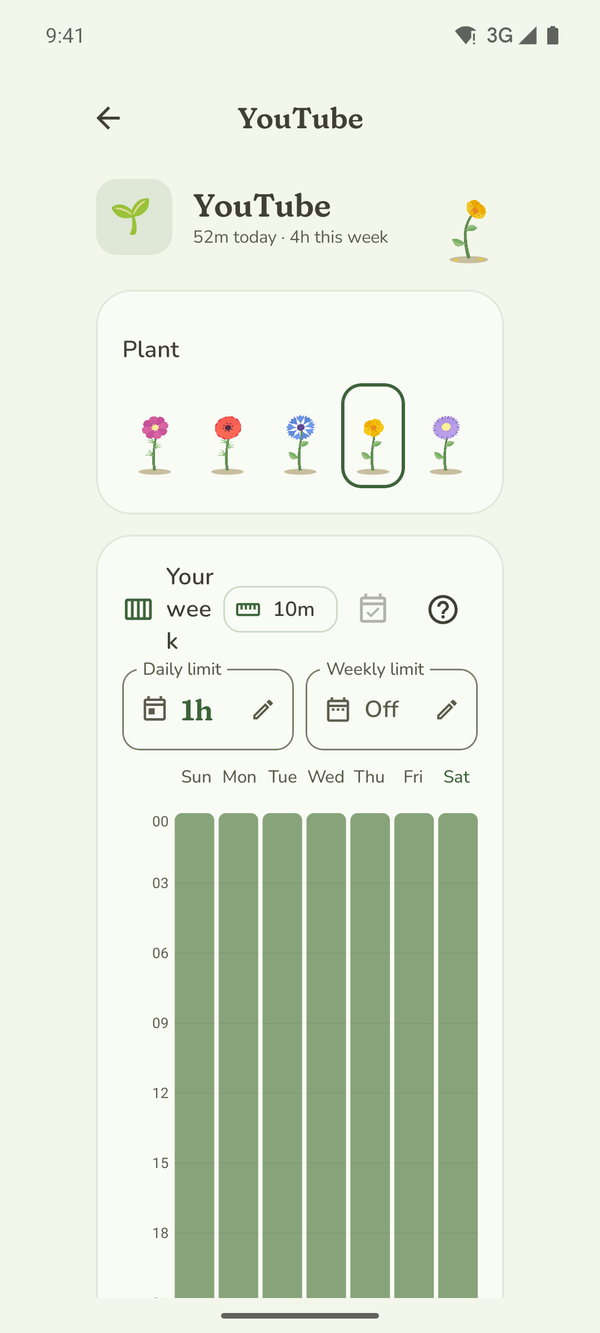 9:41
3G
YouTube
YouTube
52m today · 4h this week
Plant
Your
wee
k
10m
Daily limit
Weekly limit
1h
Off
Sun Mon Tue Wed Thu Fri Sat
00
03
06
09
12
15
18